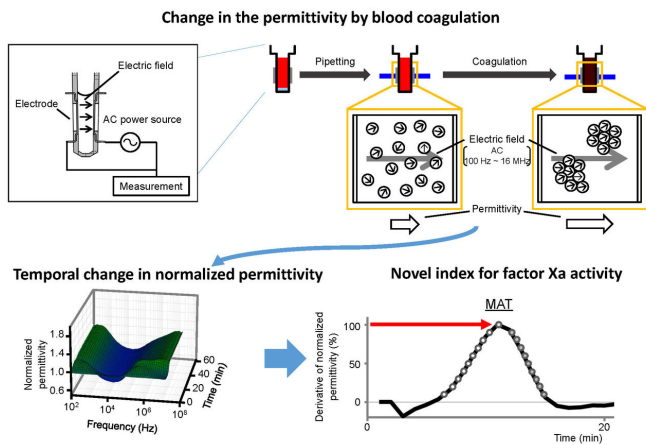 Change in the permittivity by blood coagulation
Electric field
Electrode
AC power source
Measurement
Pipetting
Coagulation
Electric field
AC
100 Hz ~ 16 MHz
Permittivity
Temporal change in normalized permittivity
Normalized
permittivity
1.8
1.4
1.0
0.6
10²
10⁴
10⁶
10⁸
Frequency (Hz)
60
40
20
0
Time (min)
Novel index for factor Xa activity
MAT
Derivative of normalized
permittivity (%)
100
50
0
0
20
Time (min)